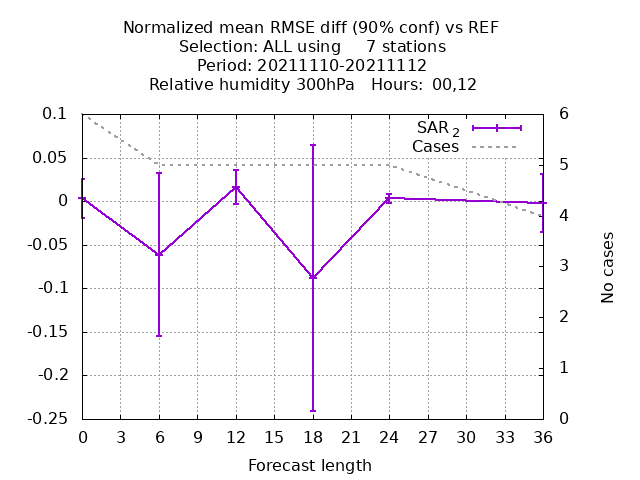 Normalized mean RMSE diff (90% conf) vs REF
Selection: ALL using     7 stations
Period: 20211110-20211112
Relative humidity 300hPa   Hours:  00,12
0.1
0.05
0
-0.05
-0.1
-0.15
-0.2
-0.25
6
5
4
3
2
1
0
SAR 2
Cases
No cases
0 3 6 9 12 15 18 21 24 27 30 33 36
Forecast length